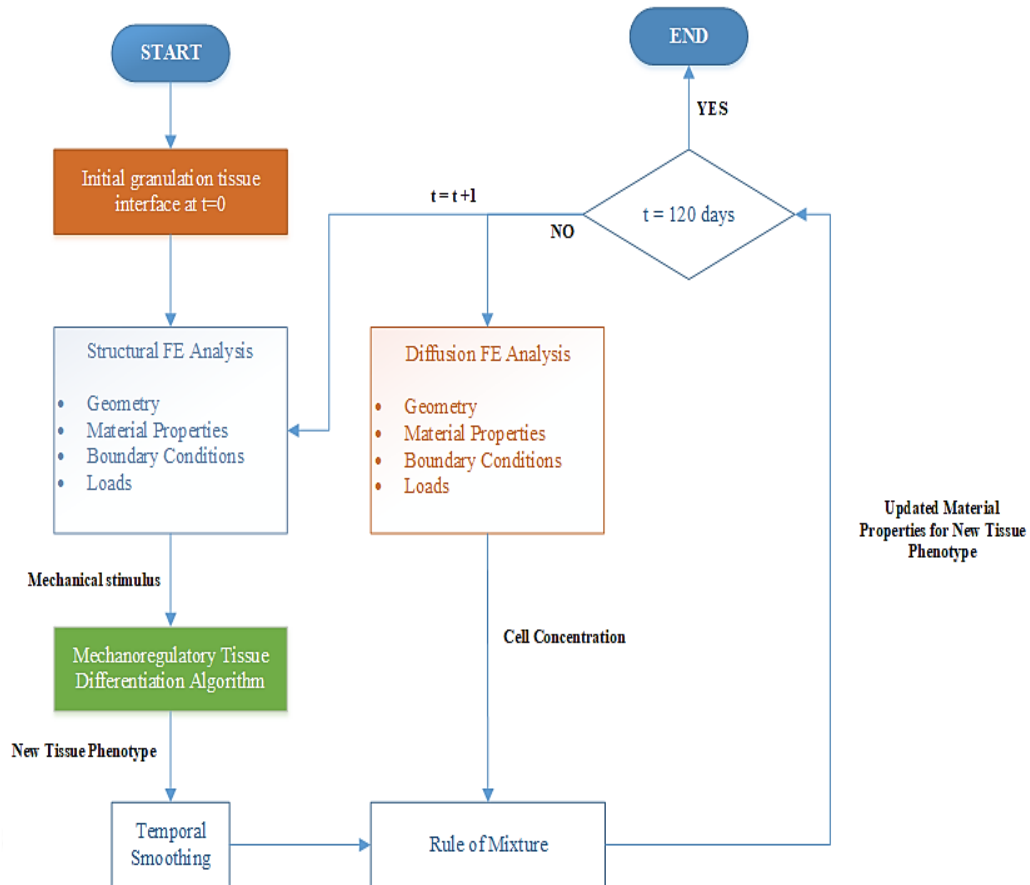 START
END
YES
Initial granulation tissue
interface at t=0
t = t +1
NO
t = 120 days
Structural FE Analysis
• Geometry
• Material Properties
• Boundary Conditions
• Loads
Diffusion FE Analysis
• Geometry
• Material Properties
• Boundary Conditions
• Loads
Updated Material
Properties for New Tissue
Phenotype
Mechanical stimulus
Cell Concentration
Mechanoregulatory Tissue
Differentiation Algorithm
New Tissue Phenotype
Temporal
Smoothing
Rule of Mixture